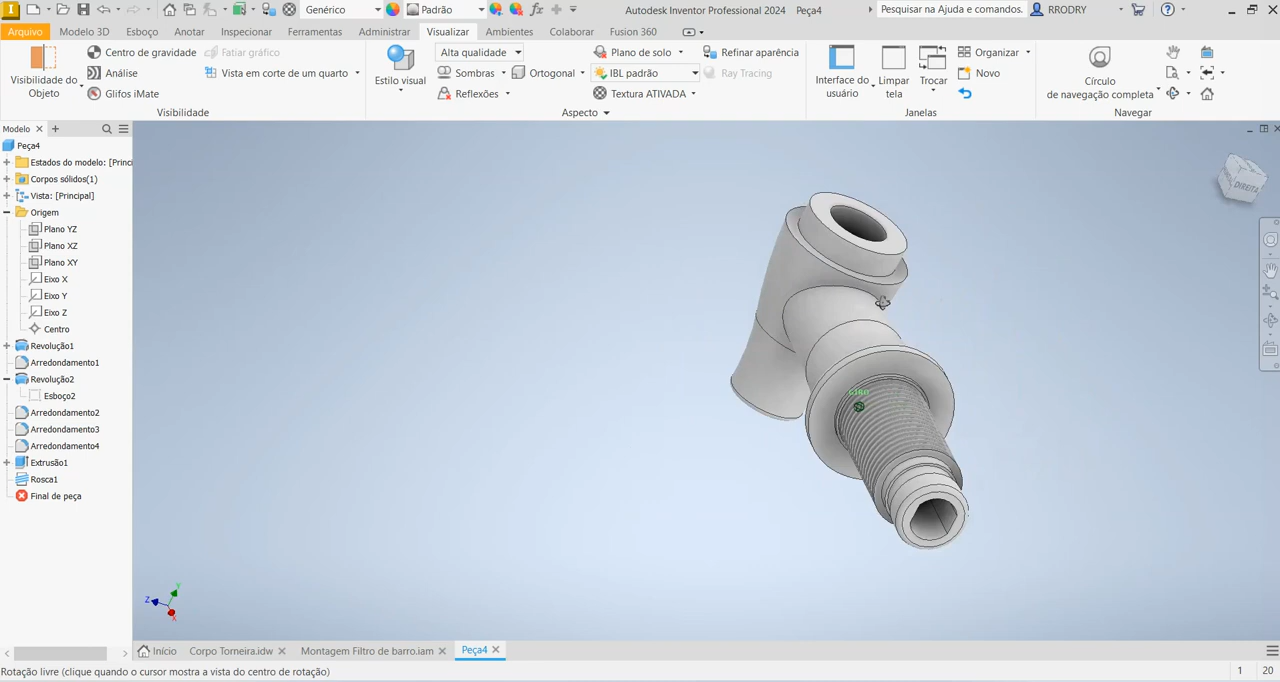 Genérico
Padrão
Autodesk Inventor Professional 2024 Peça4
Pesquisar na Ajuda e comandos.
RRODRY
Arquivo Modelo 3D Esboço Anotar Inspecionar Ferramentas Administrar Visualizar Ambientes Colaborar Fusion 360
Visibilidade do
Objeto
Centro de gravidade
Fatiar gráfico
Análise
Vista em corte de um quarto
Glifos iMate
Visibilidade
Estilo visual
Alta qualidade
Plano de solo
Refinar aparência
Sombras
Ortogonal
IBL padrão
Ray Tracing
Reflexões
Textura ATIVADA
Aspecto
Interface do
usuário
Limpar
tela
Trocar
Organizar
Novo
Janelas
Círculo
de navegação completa
Navegar
Modelo
Peça4
Estados do modelo: [Princ
Corpos sólidos(1)
Vista: [Principal]
Origem
Plano YZ
Plano XZ
Plano XY
Eixo X
Eixo Y
Eixo Z
Centro
Revolução1
Arredondamento1
Revolução2
Esboço2
Arredondamento2
Arredondamento3
Arredondamento4
Extrusão1
Rosca1
Final de peça
DIREITA
GIRO
Y
Z
X
Início Corpo Torneira.idw Montagem Filtro de barro.iam Peça4
Rotação livre (clique quando o cursor mostra a vista do centro de rotação)
1 20